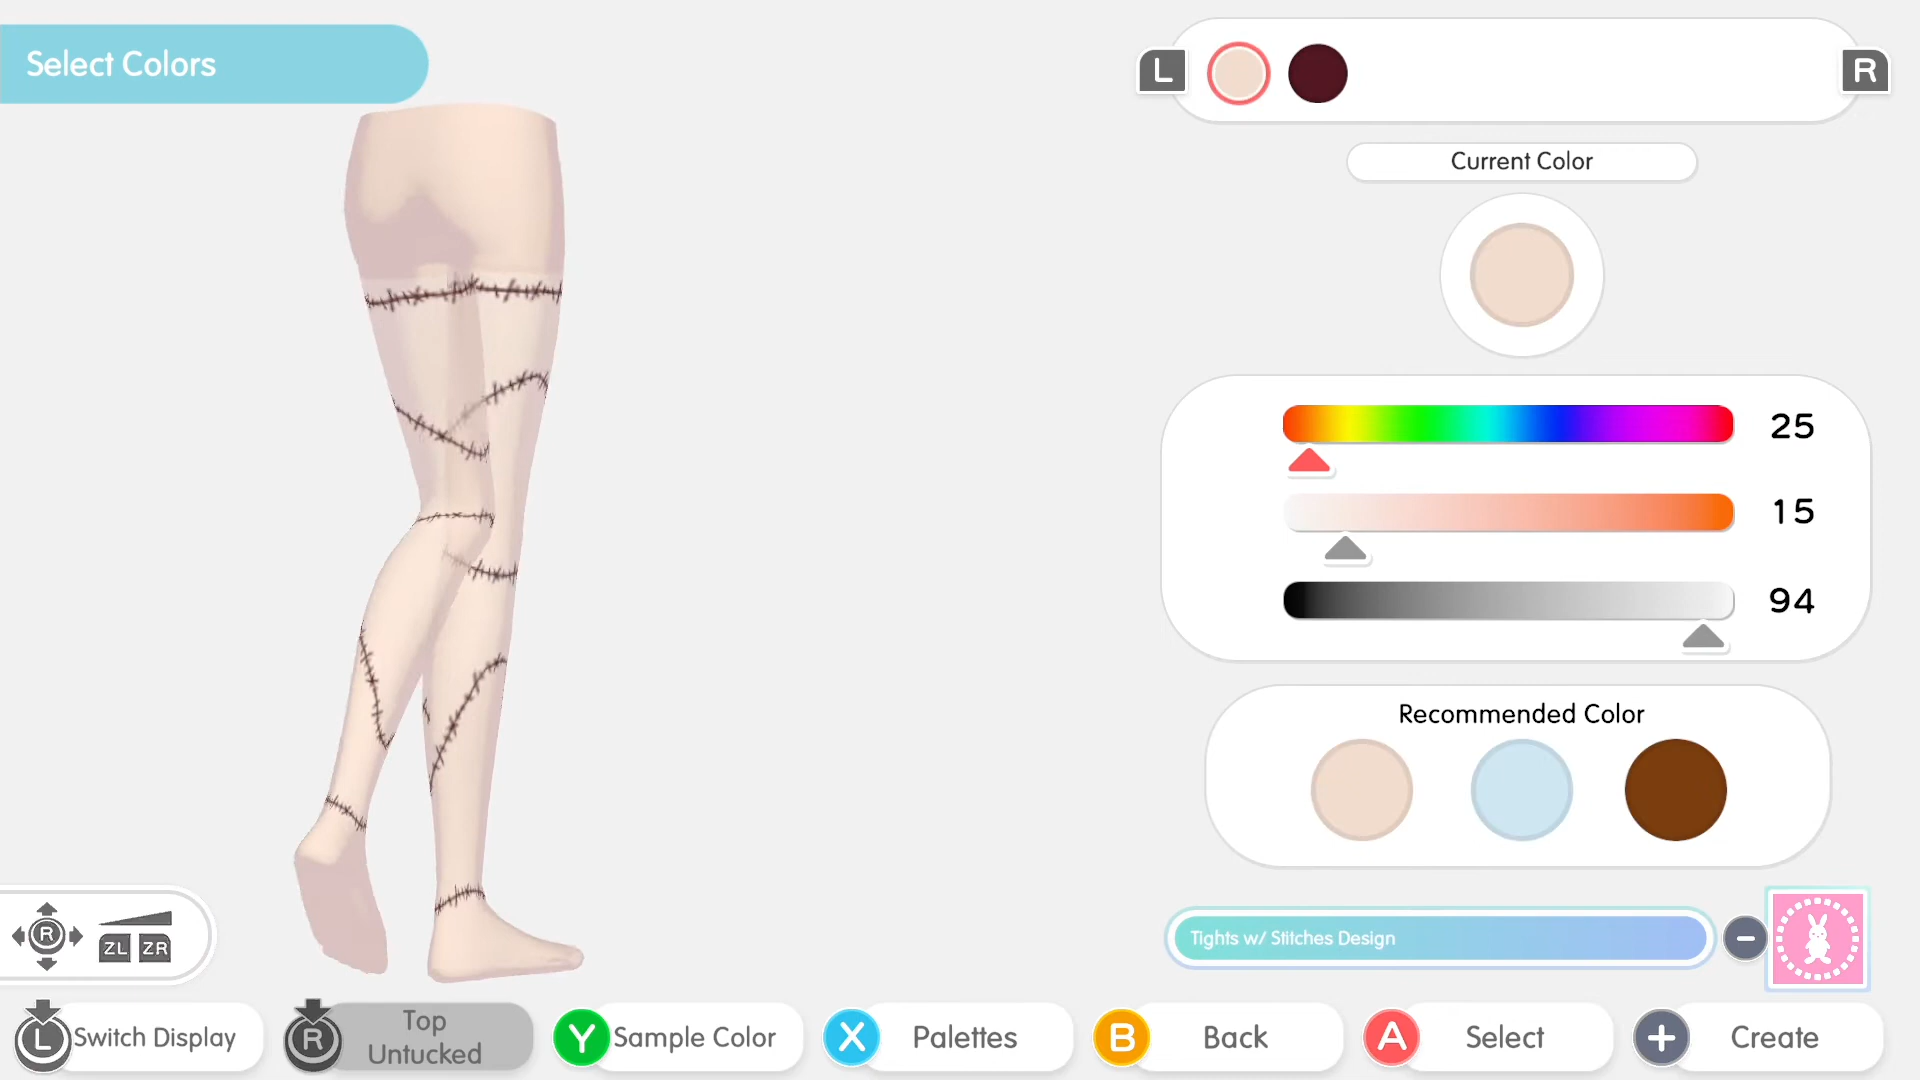 Select Colors
L
R
Current Color
25
15
94
Recommended Color
R
ZL ZR
Tights w/ Stitches Design
L Switch Display
R Top
Untucked
Y Sample Color
X Palettes
B Back
A Select
+ Create